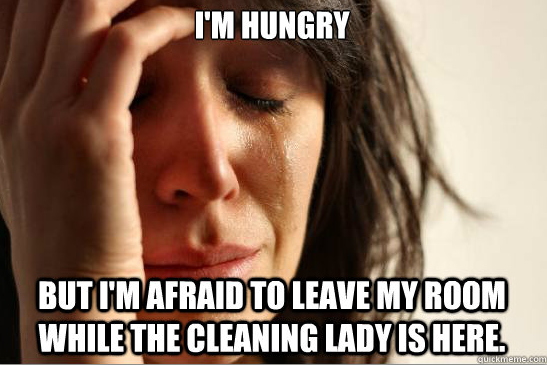 I'M HUNGRY
BUT I'M AFRAID TO LEAVE MY ROOM
WHILE THE CLEANING LADY IS HERE.
quickmeme.com